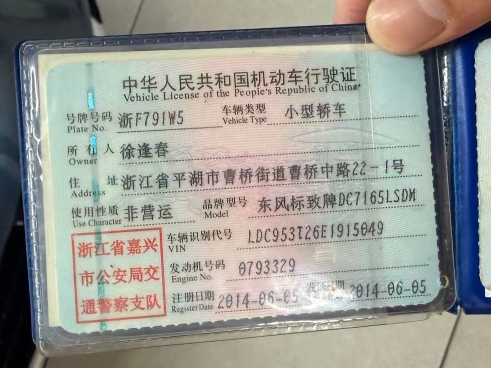 中华人民共和国机动车行驶证
Vehicle License of the People's Republic of China
号牌号码 浙F791W5 车辆类型 小型轿车
Plate No. Vehicle Type
所有人 徐逢春
Owner
住址 浙江省平湖市曹桥街道曹桥中路22-1号
Address
使用性质 非营运 品牌型号 东风标致牌DC7165LSDM
Use Character Model
浙江省嘉兴
市公安局交
通警察支队
车辆识别代号 LDC953T26E1915049
VIN
发动机号码 0793329
Engine No.
注册日期 2014-06-05 发证日期 2014-06-05
Register Date